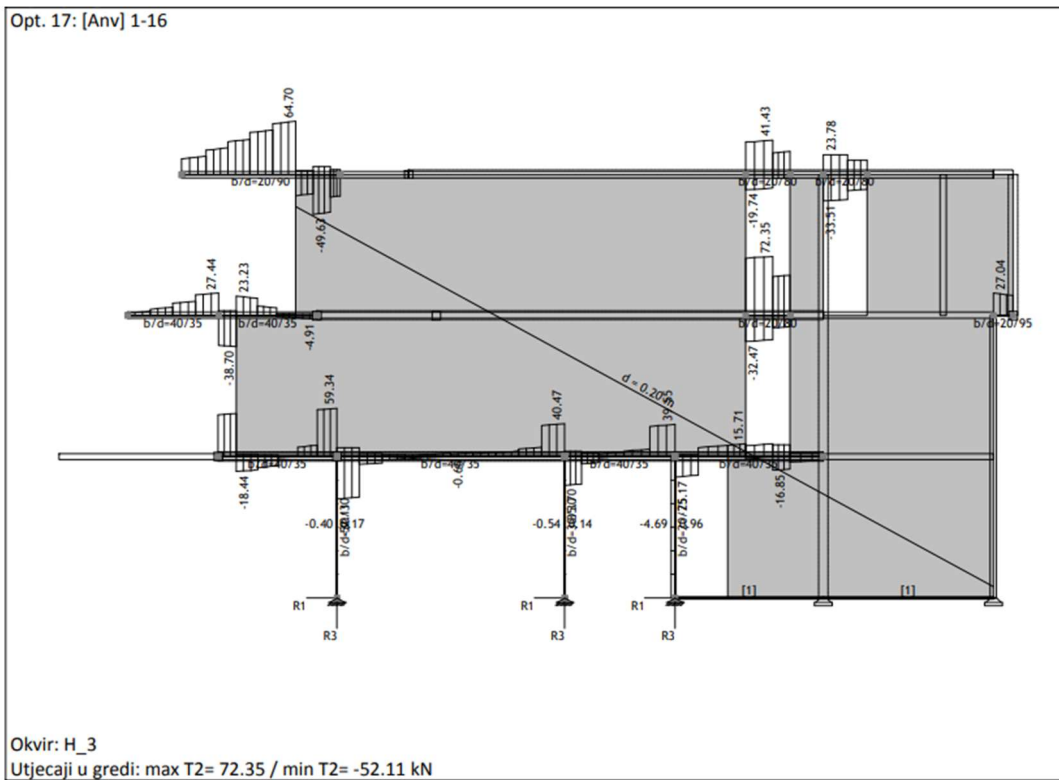 Opt. 17: [Anv] 1-16
64.70
41.43
23.78
b/d=20/90
b/d=20/80
b/d=20/80
-49.63
-19.74
-33.51
72.35
27.44
23.23
27.04
b/d=40/35
b/d=40/35
-4.91
b/d=20/80
b/d=20/95
-38.70
-32.47
59.34
d = 0.20 m
40.47
15.71
b/d=40/35
b/d=40/35
b/d=40/35
b/d=40/35
-18.44
-16.85
-0.40
-0.54
-4.69
[1]
[1]
R1
R1
R1
R3
R3
R3
Okvir: H_3
Utjecaji u gredi: max T2= 72.35 / min T2= -52.11 kN